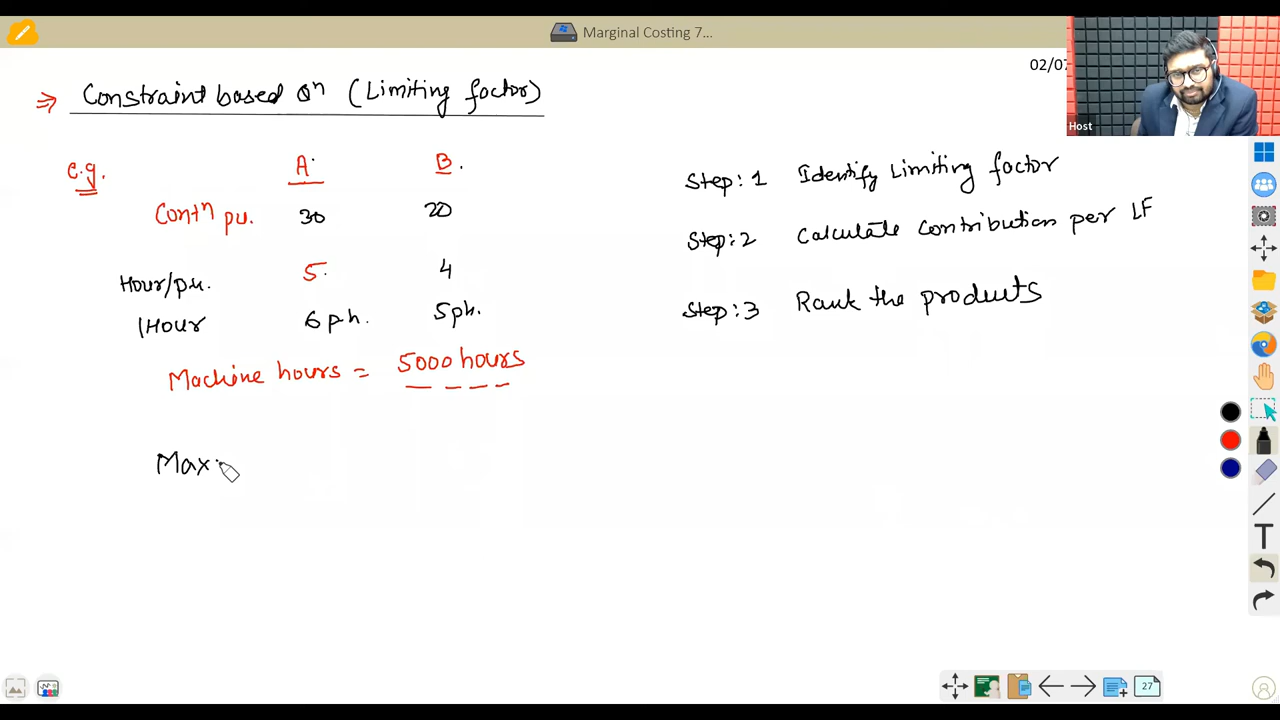 Marginal Costing 7...
02/0
Host
⇒ Constraint based Qⁿ (Limiting factor)
e.g. A B
Contⁿ pu. 30 20
Hour/pu. 5 4
1Hour 6 p.h. 5ph.
Machine hours = 5000 hours
Max
Step: 1 Identify Limiting factor
Step: 2 Calculate contribution per LF
Step: 3 Rank the products
T
27